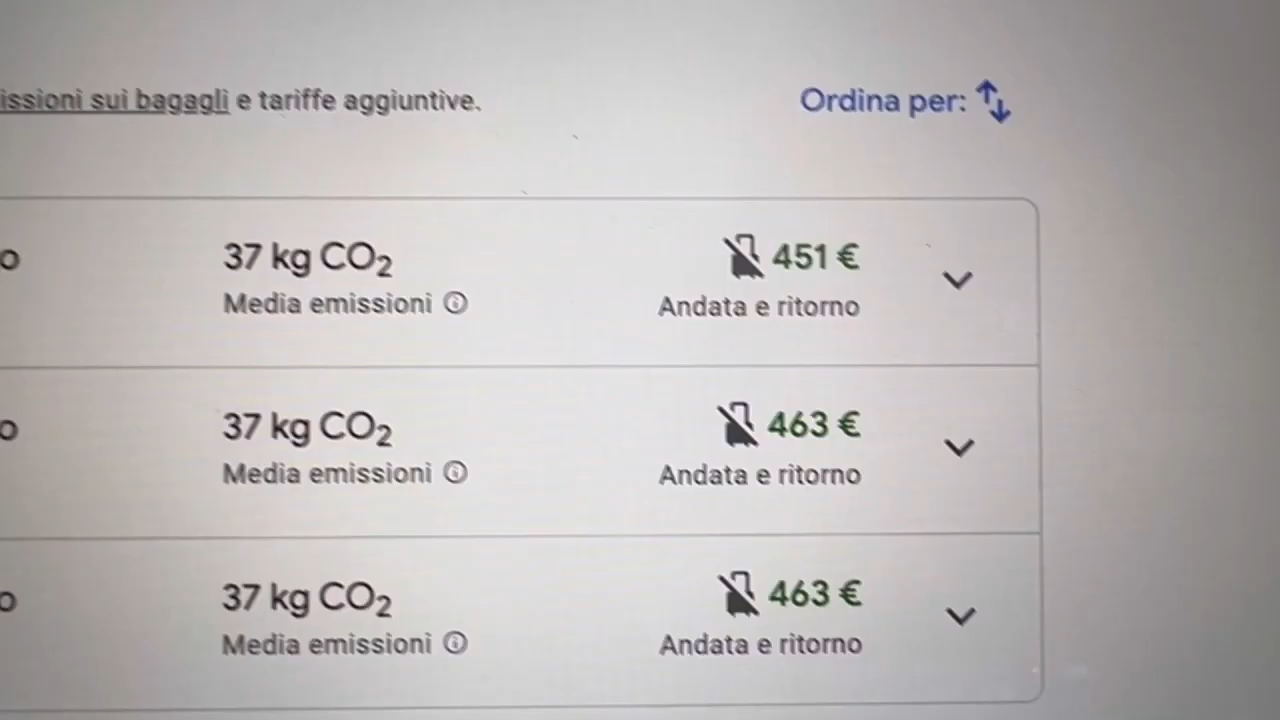 issioni sui bagagli e tariffe aggiuntive.
Ordina per:
o
37 kg CO₂
451 €
Media emissioni
Andata e ritorno
o
37 kg CO₂
463 €
Media emissioni
Andata e ritorno
o
37 kg CO₂
463 €
Media emissioni
Andata e ritorno